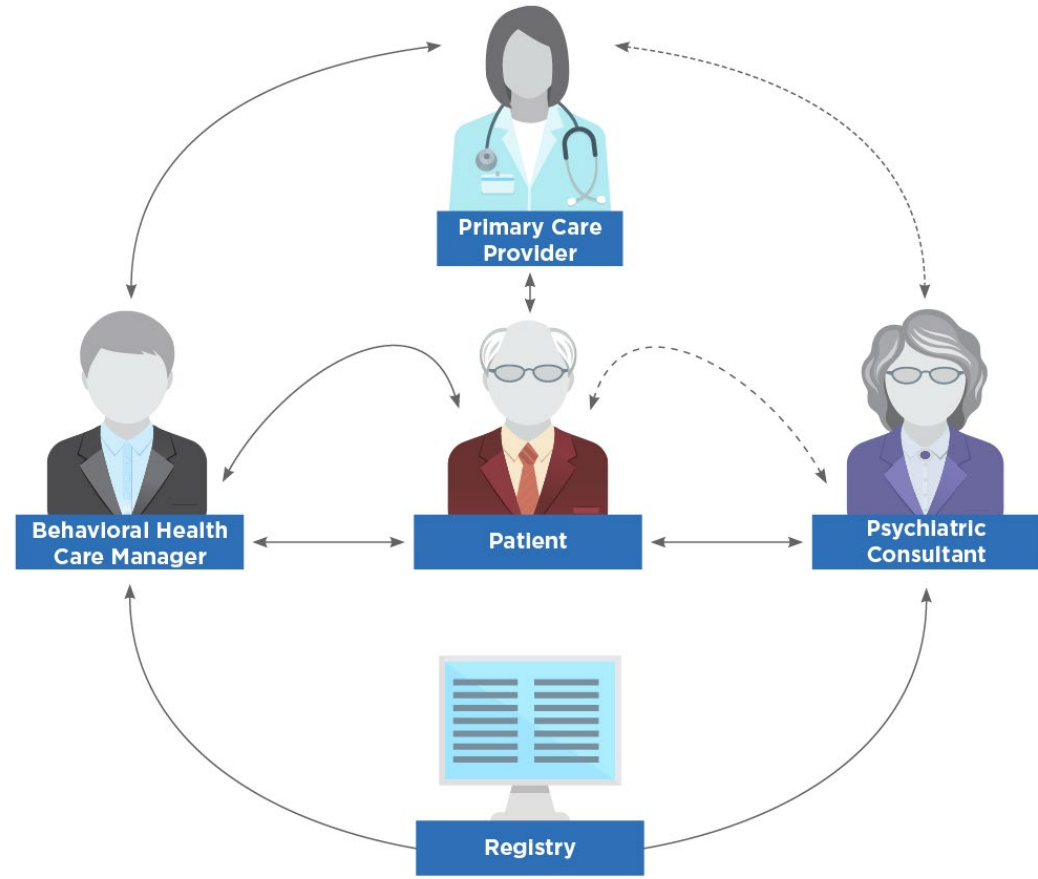 Primary Care
Provider
Behavioral Health
Care Manager
Patient
Psychiatric
Consultant
Registry